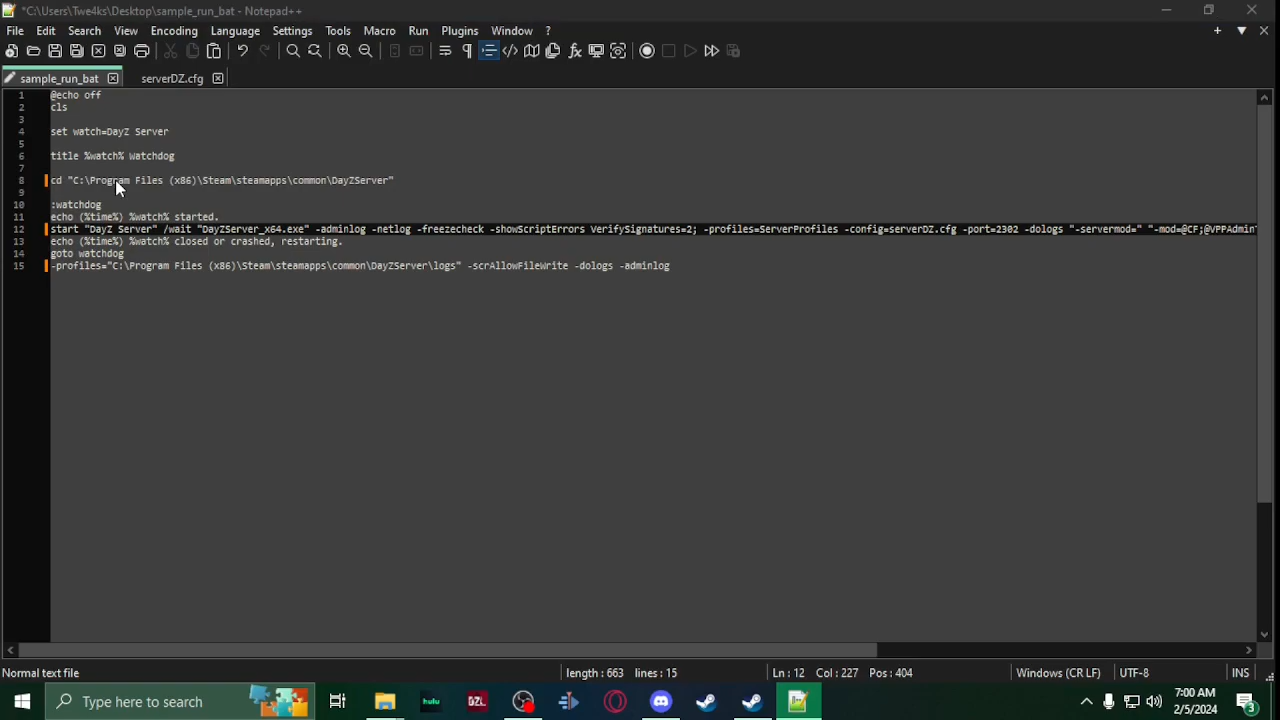 *C:\Users\Twe4ks\Desktop\sample_run_bat - Notepad++
File Edit Search View Encoding Language Settings Tools Macro Run Plugins Window ?
sample_run_bat serverDZ.cfg
1 @echo off
2 cls
3
4 set watch=DayZ Server
5
6 title %watch% Watchdog
7
8 cd "C:\Program Files (x86)\Steam\steamapps\common\DayZServer"
9
10 :watchdog
11 echo (%time%) %watch% started.
12 start "DayZ Server" /wait "DayZServer_x64.exe" -adminlog -netlog -freezecheck -showScriptErrors VerifySignatures=2; -profiles=ServerProfiles -config=serverDZ.cfg -port=2302 -dologs "-servermod=" "-mod=@CF;@VPPAdmin
13 echo (%time%) %watch% closed or crashed, restarting.
14 goto watchdog
15 -profiles="C:\Program Files (x86)\Steam\steamapps\common\DayZServer\logs" -scrAllowFileWrite -dologs -adminlog
Normal text file length : 663 lines : 15 Ln : 12 Col : 227 Pos : 404 Windows (CR LF) UTF-8 INS
Type here to search hulu DZL 7:00 AM
2/5/2024 3